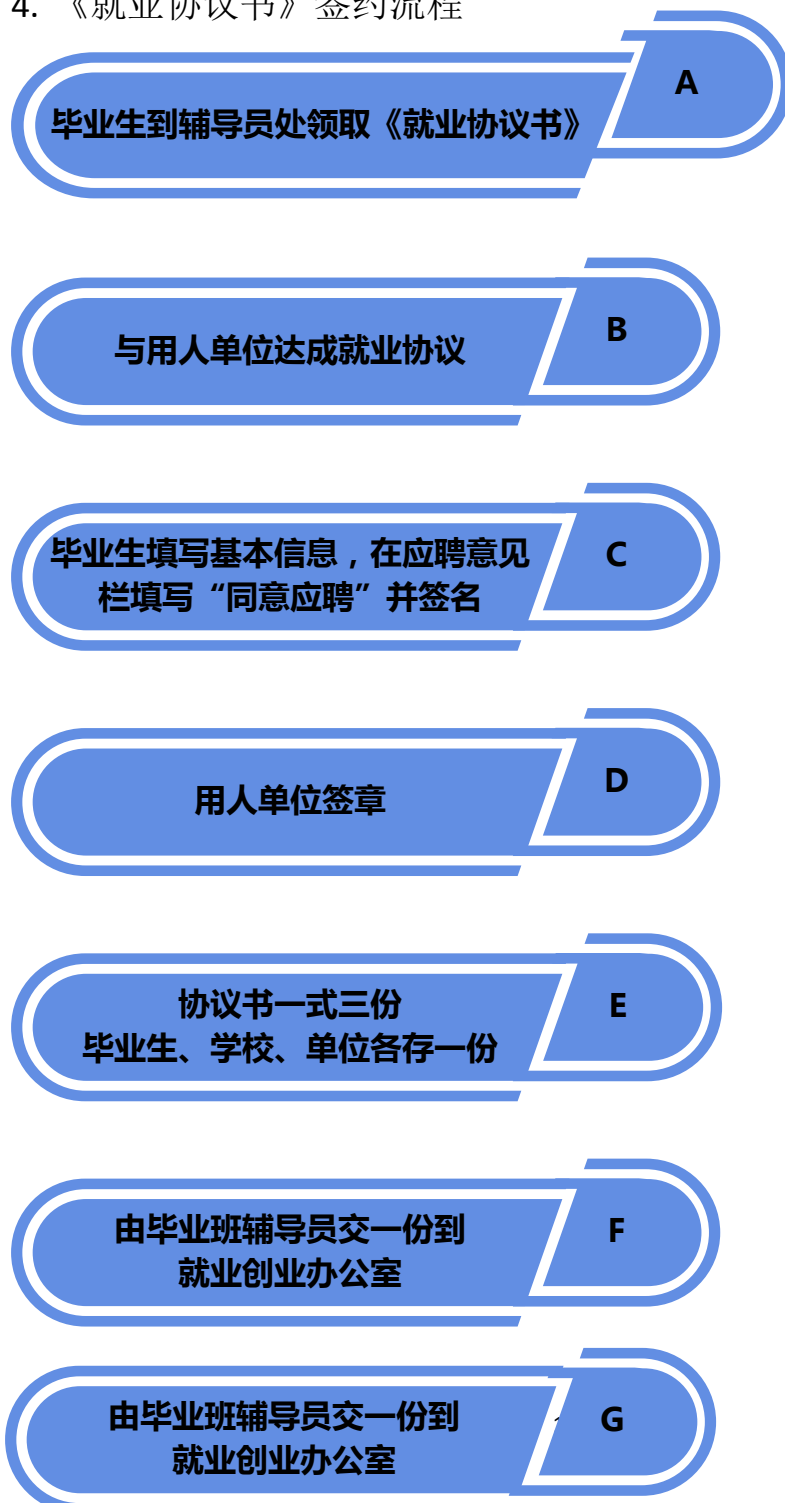 4. 《就业协议书》签约流程
A
毕业生到辅导员处领取《就业协议书》
B
与用人单位达成就业协议
C
毕业生填写基本信息，在应聘意见
栏填写“同意应聘”并签名
D
用人单位签章
E
协议书一式三份
毕业生、学校、单位各存一份
F
由毕业班辅导员交一份到
就业创业办公室
G
由毕业班辅导员交一份到
就业创业办公室